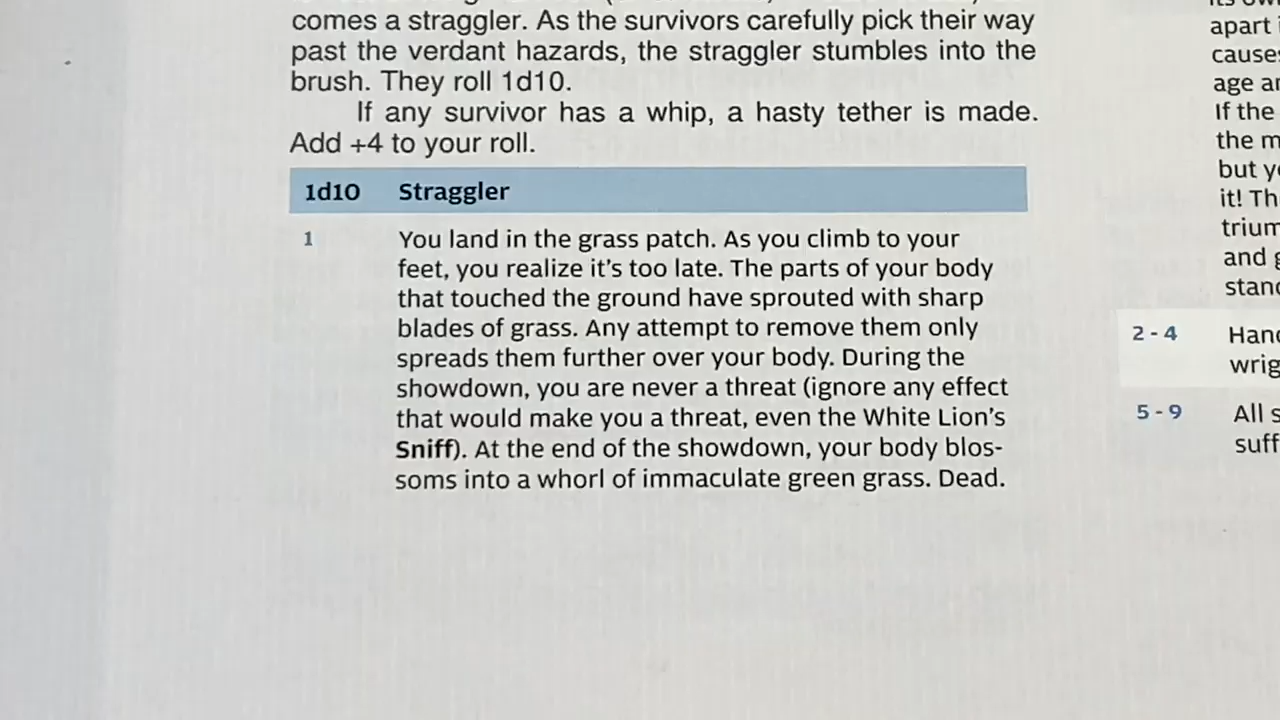 comes a straggler. As the survivors carefully pick their way
past the verdant hazards, the straggler stumbles into the
brush. They roll 1d10.
If any survivor has a whip, a hasty tether is made.
Add +4 to your roll.
1d10 Straggler
1 You land in the grass patch. As you climb to your
feet, you realize it's too late. The parts of your body
that touched the ground have sprouted with sharp
blades of grass. Any attempt to remove them only
spreads them further over your body. During the
showdown, you are never a threat (ignore any effect
that would make you a threat, even the White Lion's
Sniff). At the end of the showdown, your body blos-
soms into a whorl of immaculate green grass. Dead.
apart
cause
age
If the
the
but
it! Th
trium
and
stand
2 - 4 Hand
wrig
5 - 9 All s
suff